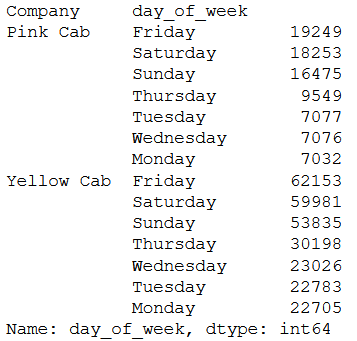 Company     day_of_week
Pink Cab    Friday         19249
            Saturday       18253
            Sunday         16475
            Thursday        9549
            Tuesday         7077
            Wednesday       7076
            Monday          7032
Yellow Cab  Friday         62153
            Saturday       59981
            Sunday         53835
            Thursday       30198
            Wednesday      23026
            Tuesday        22783
            Monday         22705
Name: day_of_week, dtype: int64